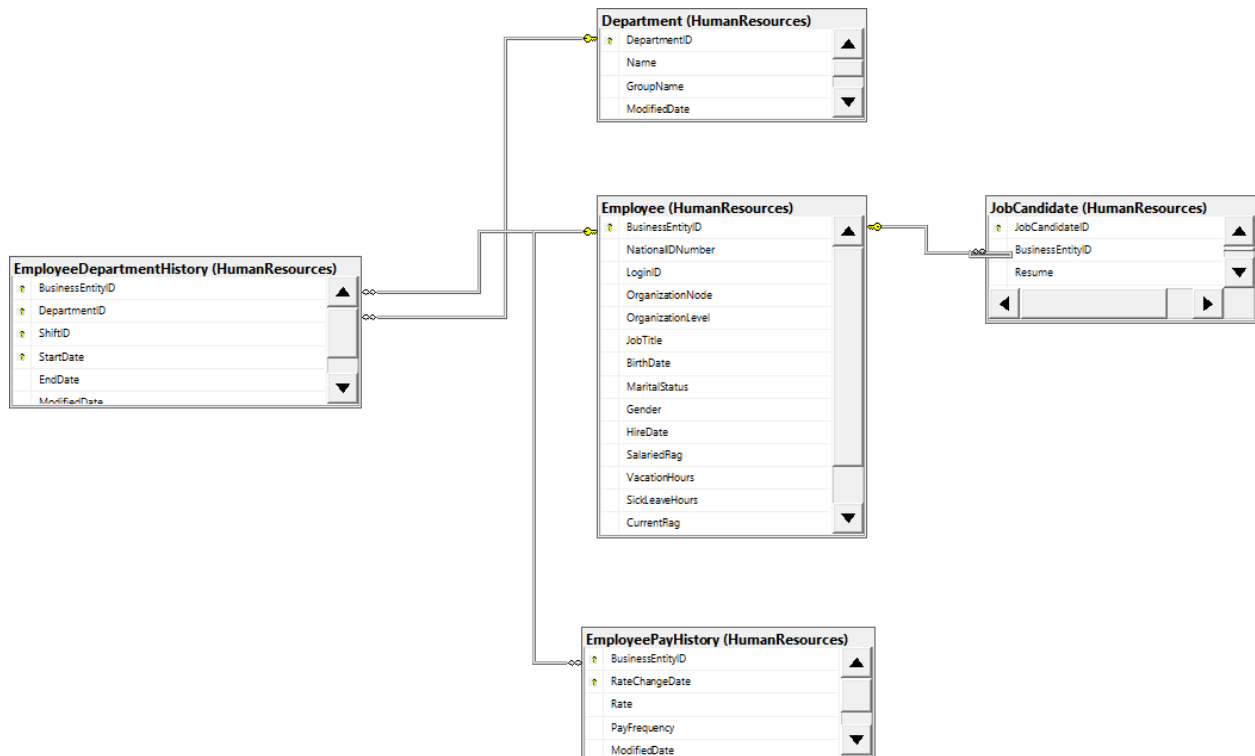 Department (HumanResources)
DepartmentID
Name
GroupName
ModifiedDate
Employee (HumanResources)
BusinessEntityID
NationalIDNumber
LoginID
OrganizationNode
OrganizationLevel
JobTitle
BirthDate
MaritalStatus
Gender
HireDate
SalariedFlag
VacationHours
SickLeaveHours
CurrentFlag
JobCandidate (HumanResources)
JobCandidateID
BusinessEntityID
Resume
EmployeeDepartmentHistory (HumanResources)
BusinessEntityID
DepartmentID
ShiftID
StartDate
EndDate
ModifiedDate
EmployeePayHistory (HumanResources)
BusinessEntityID
RateChangeDate
Rate
PayFrequency
ModifiedDate